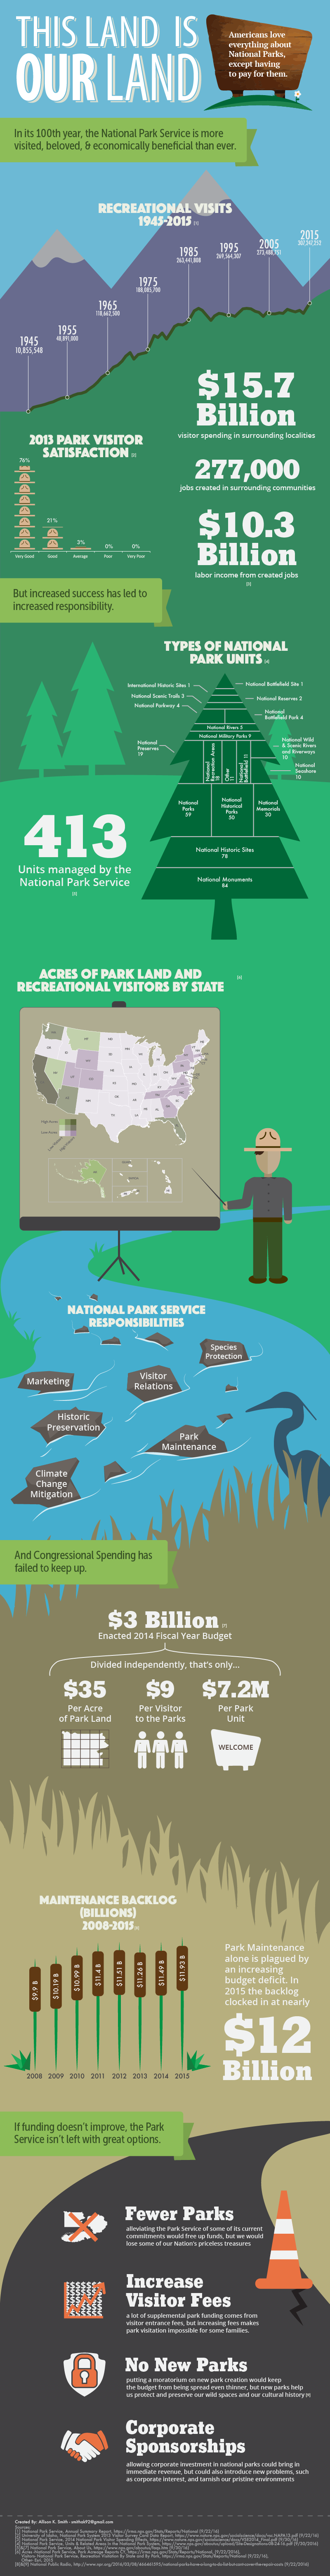 THIS LAND IS
OUR LAND
Americans love
everything about
National Parks,
except having
to pay for them.
In its 100th year, the National Park Service is more
visited, beloved, & economically beneficial than ever.
RECREATIONAL VISITS
1945-2015 [1]
1945
10,855,548
1955
48,891,000
1965
118,662,500
1975
188,085,700
1985
263,441,808
1995
269,564,307
2005
273,488,751
2015
307,247,252
$15.7
Billion
visitor spending in surrounding localities
277,000
jobs created in surrounding communities
$10.3
Billion
labor income from created jobs
[3]
2013 PARK VISITOR
SATISFACTION [2]
76%
21%
3%
0%
0%
Very Good
Good
Average
Poor
Very Poor
But increased success has led to
increased responsibility.
TYPES OF NATIONAL
PARK UNITS [4]
International Historic Sites 1
National Battlefield Site 1
National Scenic Trails 3
National Reserves 2
National Parkway 4
National
Battlefield Park 4
National Rivers 5
National Military Parks 9
National
Preserves
19
National Wild
& Scenic Rivers
and Riverways
10
National
Seashore
10
National
Recreation Areas
18
Other
11
National
Battlefield 11
National
Parks
59
National
Historical
Parks
50
National
Memorials
30
National Historic Sites
78
National Monuments
84
413
Units managed by the
National Park Service
[5]
ACRES OF PARK LAND AND
RECREATIONAL VISITORS BY STATE
[6]
High Acres
Low Acres
NATIONAL PARK SERVICE
RESPONSIBILITIES
Species
Protection
Marketing
Visitor
Relations
Historic
Preservation
Park
Maintenance
Climate
Change
Mitigation
And Congressional Spending has
failed to keep up.
$3 Billion [7]
Enacted 2014 Fiscal Year Budget
Divided independently, that's only...
$35
Per Acre
of Park Land
$9
Per Visitor
to the Parks
$7.2M
Per Park
Unit
WELCOME
MAINTENANCE BACKLOG
(BILLIONS)
2008-2015
$9.9 B
$10.19 B
$10.99 B
$11.4 B
$11.51 B
$11.26 B
$11.49 B
$11.93 B
2008 2009 2010 2011 2012 2013 2014 2015
Park Maintenance
alone is plagued by
an increasing
budget deficit. In
2015 the backlog
clocked in at nearly
$12
Billion
If funding doesn't improve, the Park
Service isn't left with great options.
Fewer Parks
alleviating the Park Service of some of its current
commitments would free up funds, but we would
lose some of our Nation's priceless treasures
Increase
Visitor Fees
a lot of supplemental park funding comes from
visitor entrance fees, but increasing fees makes
park visitation impossible for some families.
No New Parks
putting a moratorium on new park creation would keep
the budget from being spread even thinner, but new parks help
us protect and preserve our wild spaces and our cultural history
Corporate
Sponsorships
allowing corporate investment in national parks could bring in
immediate revenue, but could also introduce new problems, such
as corporate interest, and tarnish our pristine environments
Created By: Allison K. Smith
Sources: